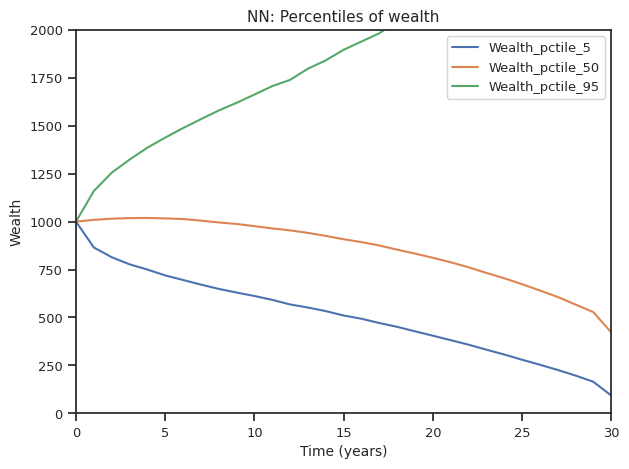 NN: Percentiles of wealth
2000
1750
1500
1250
1000
750
500
250
0
Wealth
Wealth_pctile_5
Wealth_pctile_50
Wealth_pctile_95
0 5 10 15 20 25 30
Time (years)